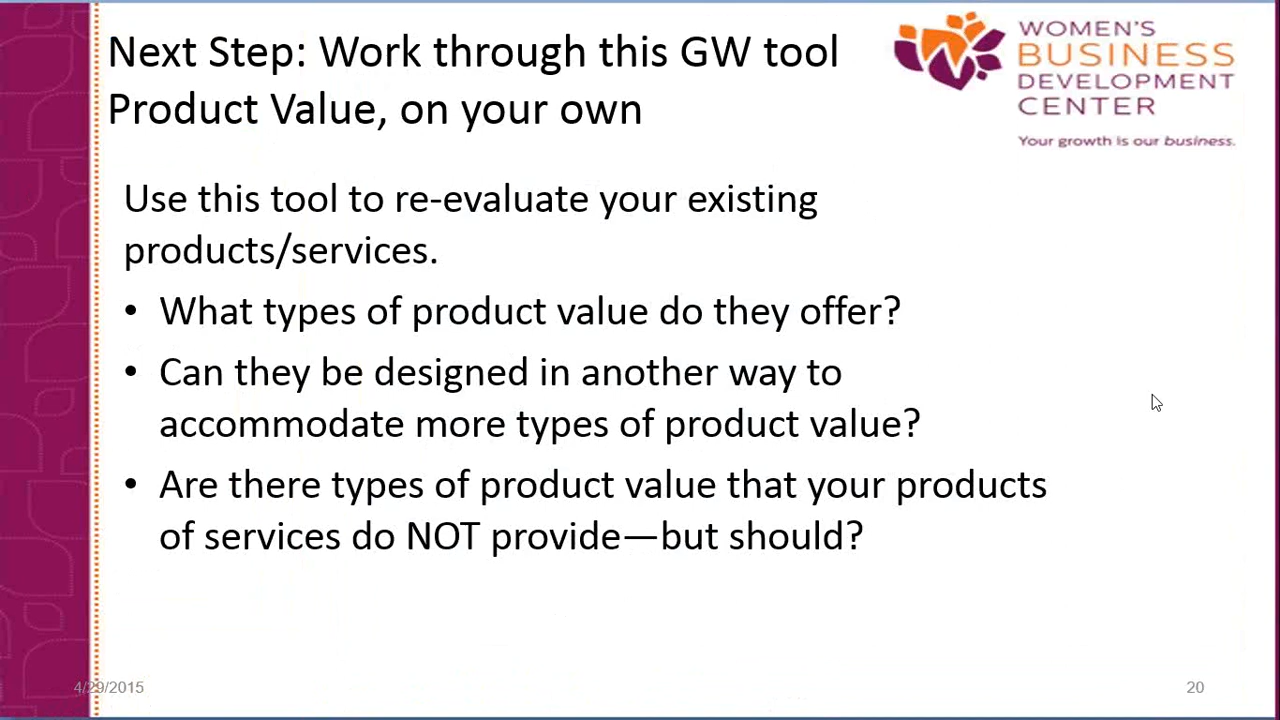 Next Step: Work through this GW tool
Product Value, on your own
WOMEN'S
BUSINESS
DEVELOPMENT
CENTER
Your growth is our business.
Use this tool to re-evaluate your existing
products/services.
• What types of product value do they offer?
• Can they be designed in another way to
accommodate more types of product value?
• Are there types of product value that your products
of services do NOT provide—but should?
4/29/2015
20